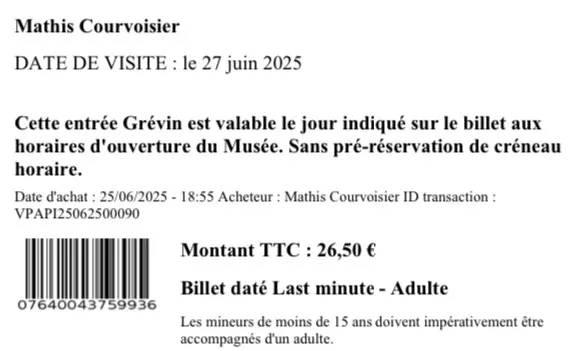 Mathis Courvoisier
DATE DE VISITE : le 27 juin 2025
Cette entrée Grévin est valable le jour indiqué sur le billet aux
horaires d'ouverture du Musée. Sans pré-réservation de créneau
horaire.
Date d'achat : 25/06/2025 - 18:55 Acheteur : Mathis Courvoisier ID transaction :
VPAPI25062500090
Montant TTC : 26,50 €
Billet daté Last minute - Adulte
07640043759936
Les mineurs de moins de 15 ans doivent impérativement être
accompagnés d'un adulte.